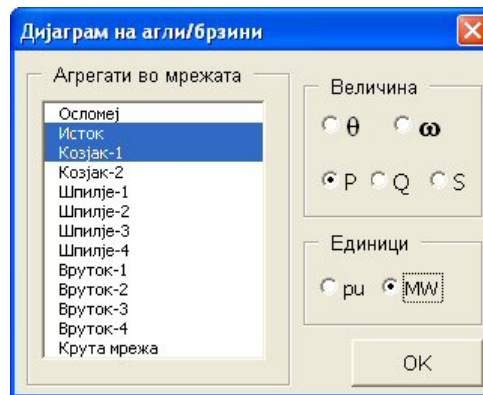 Дијаграм на агли/брзини
Агрегати во мрежата
Осломеј
Исток
Козјак-1
Козјак-2
Шпилје-1
Шпилје-2
Шпилје-3
Шпилје-4
Вруток-1
Вруток-2
Вруток-3
Вруток-4
Крута мрежа
Величина
θ ω
P Q S
Единици
pu MW
OK